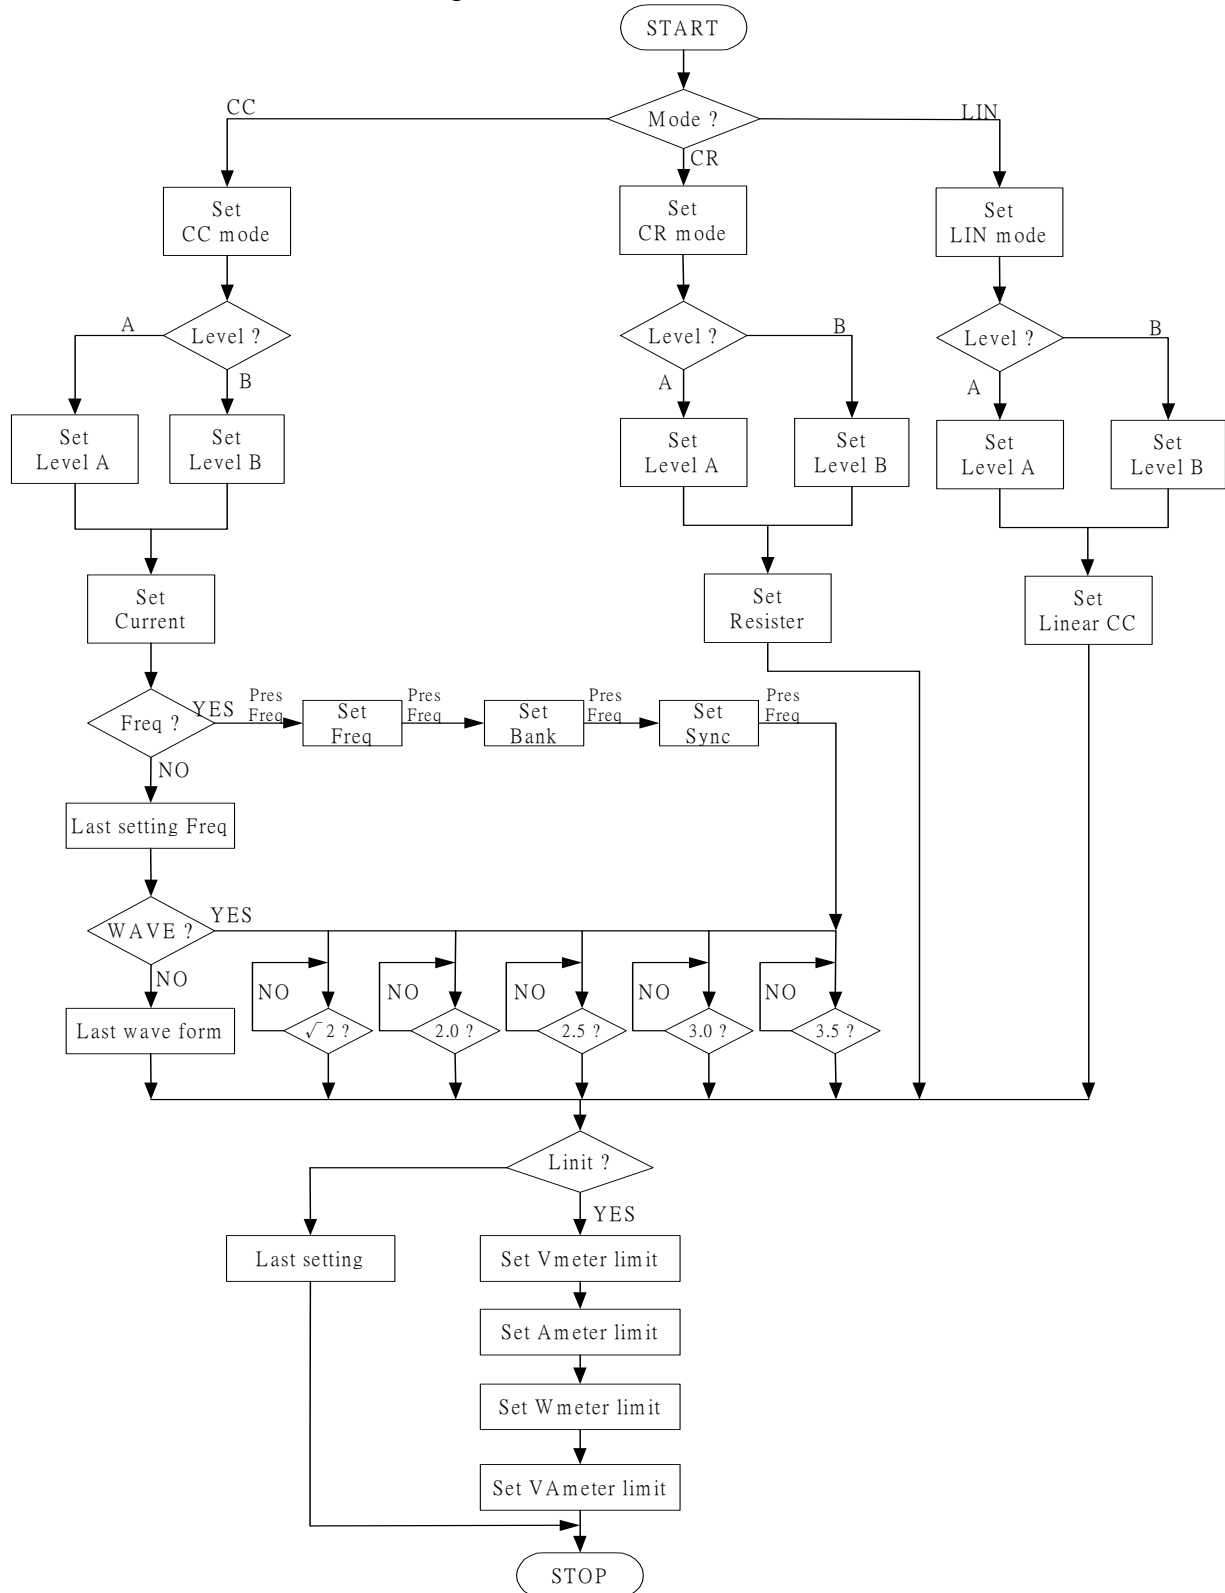 START
Mode ?
CC
LIN
CR
Set
CC mode
Set
CR mode
Set
LIN mode
Level ?
A
B
Level ?
A
B
Level ?
A
B
Set
Level A
Set
Level B
Set
Level A
Set
Level B
Set
Level A
Set
Level B
Set
Current
Set
Resister
Set
Linear CC
Freq ?
YES
Pres
Freq
Set
Freq
Pres
Freq
Set
Bank
Pres
Freq
Set
Sync
Pres
Freq
NO
Last setting Freq
WAVE ?
YES
NO
NO
NO
NO
NO
NO
Last wave form
√2 ?
2.0 ?
2.5 ?
3.0 ?
3.5 ?
Linit ?
YES
Last setting
Set Vmeter limit
Set Ameter limit
Set Wmeter limit
Set VAmeter limit
STOP